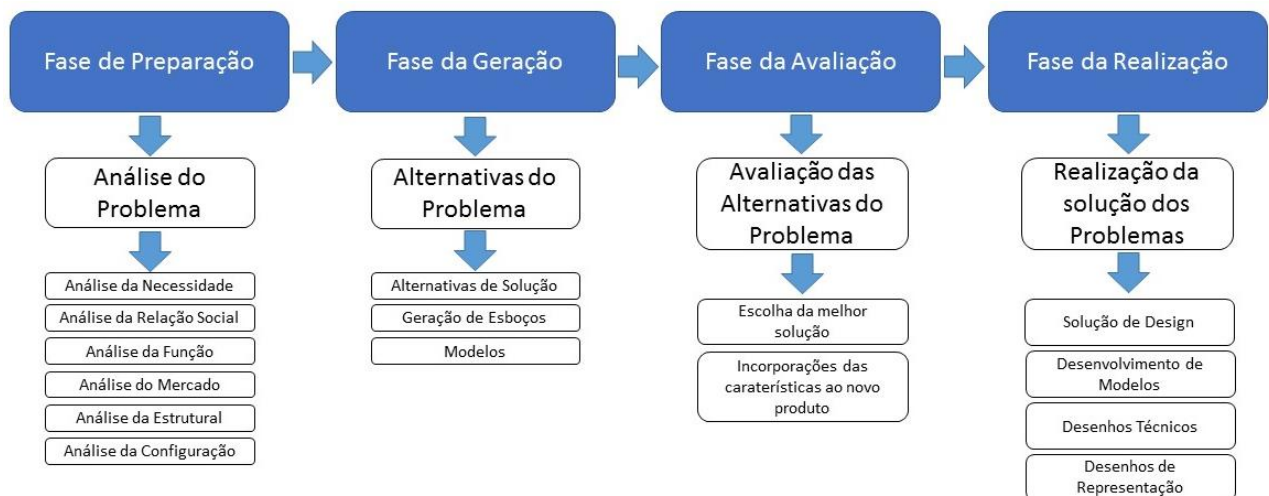 Fase de Preparação
Fase da Geração
Fase da Avaliação
Fase da Realização
Análise do
Problema
Análise da Necessidade
Análise da Relação Social
Análise da Função
Análise do Mercado
Análise da Estrutural
Análise da Configuração
Alternativas do
Problema
Alternativas de Solução
Geração de Esboços
Modelos
Avaliação das
Alternativas do
Problema
Escolha da melhor
solução
Incorporações das
caraterísticas ao novo
produto
Realização da
solução dos
Problemas
Solução de Design
Desenvolvimento de
Modelos
Desenhos Técnicos
Desenhos de
Representação